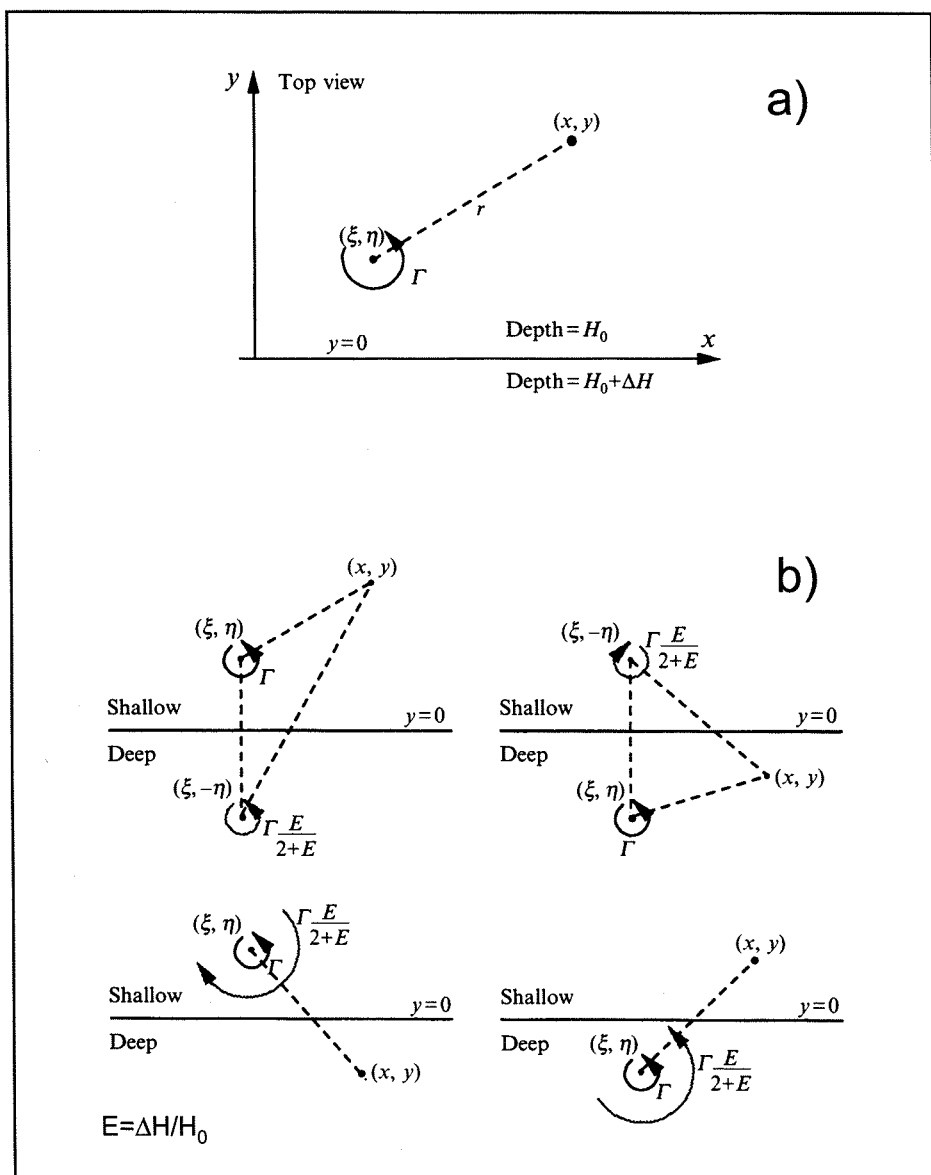 y Top view
a)
(x, y)
r
(ξ, η)
Γ
y=0
Depth=H₀
x
Depth=H₀+ΔH
b)
(x, y)
(ξ, η)
Γ
Shallow
y=0
Deep
(ξ,-η)
Γ E/2+E
(ξ,-η)
Γ E/2+E
Shallow
y=0
Deep
(ξ, η)
(x, y)
Γ
(ξ, η)
Γ E/2+E
Γ
Shallow
y=0
Deep
(x, y)
(x, y)
Shallow
y=0
Deep
(ξ, η)
Γ
Γ E/2+E
E=ΔH/H₀